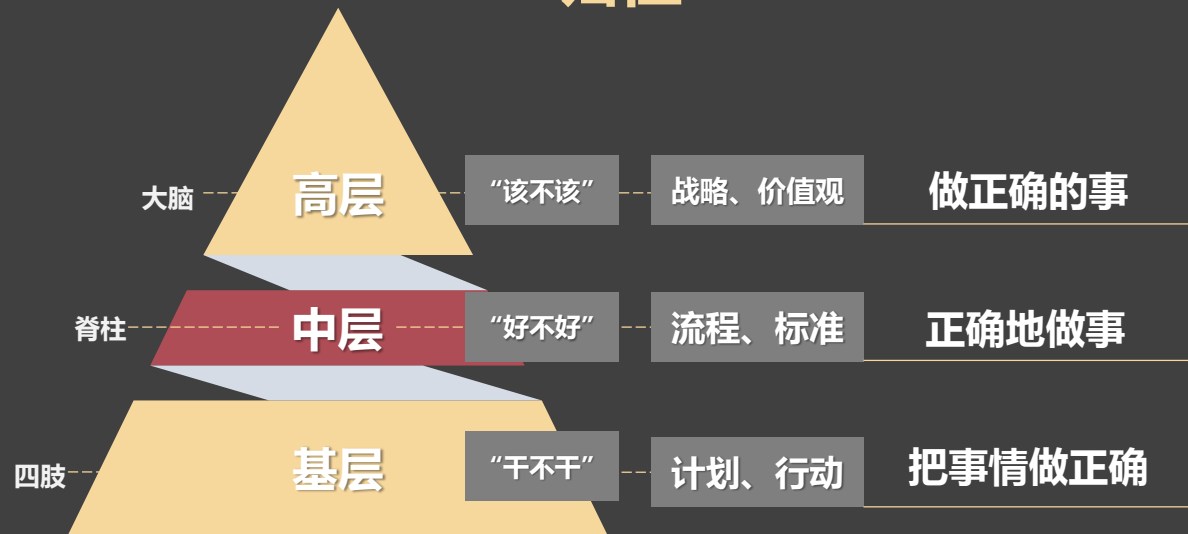 大脑 高层 “该不该” 战略、价值观 做正确的事
脊柱 中层 “好不好” 流程、标准 正确地做事
四肢 基层 “干不干” 计划、行动 把事情做正确